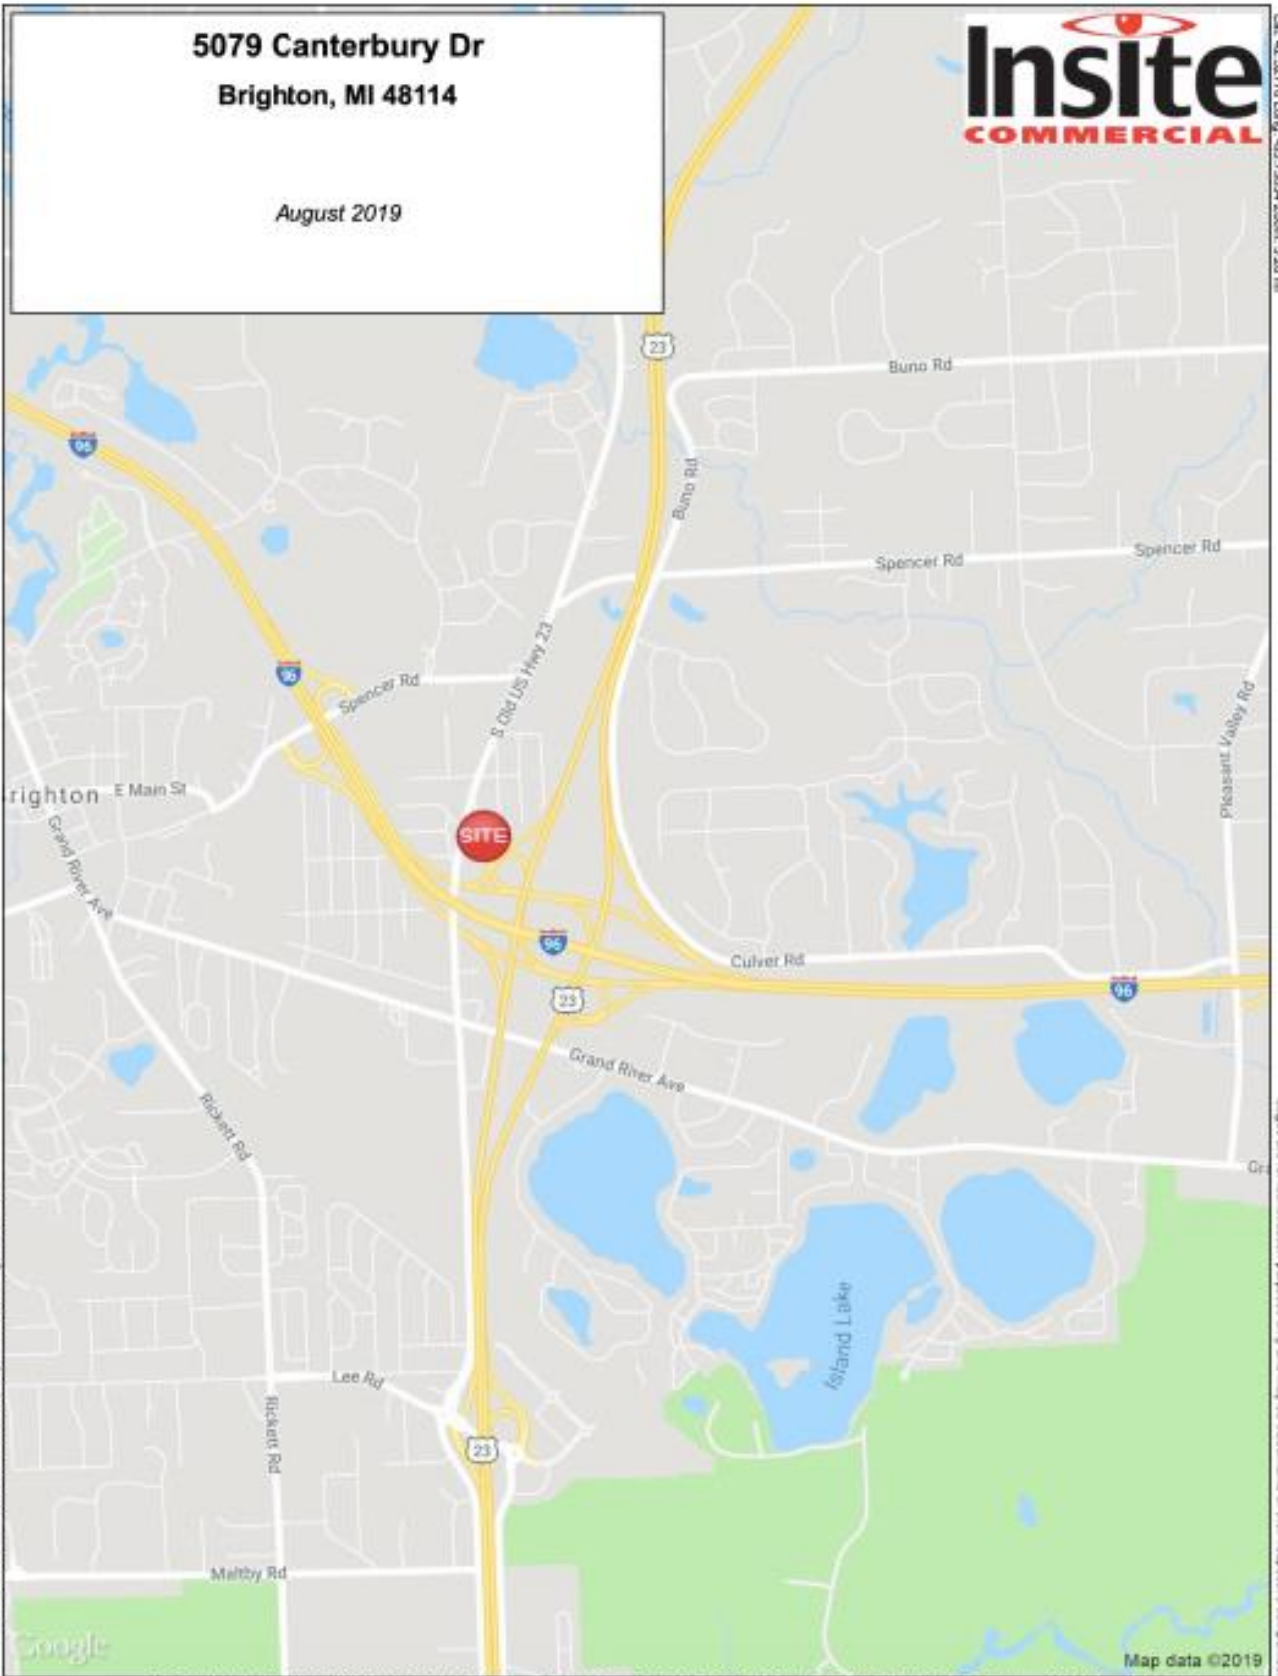 5079 Canterbury Dr
Brighton, MI 48114
August 2019
Insite
COMMERCIAL
23
Buno Rd
96
Buno Rd
Spencer Rd
Spencer Rd
S Old US Hwy 23
96
Spencer Rd
Pleasant Valley Rd
righton
E Main St
SITE
Grand River Ave
96
Culver Rd
96
23
Grand River Ave
Rickett Rd
Gra
Island Lake
Lee Rd
Rickett Rd
23
Maltby Rd
Google
Map data ©2019